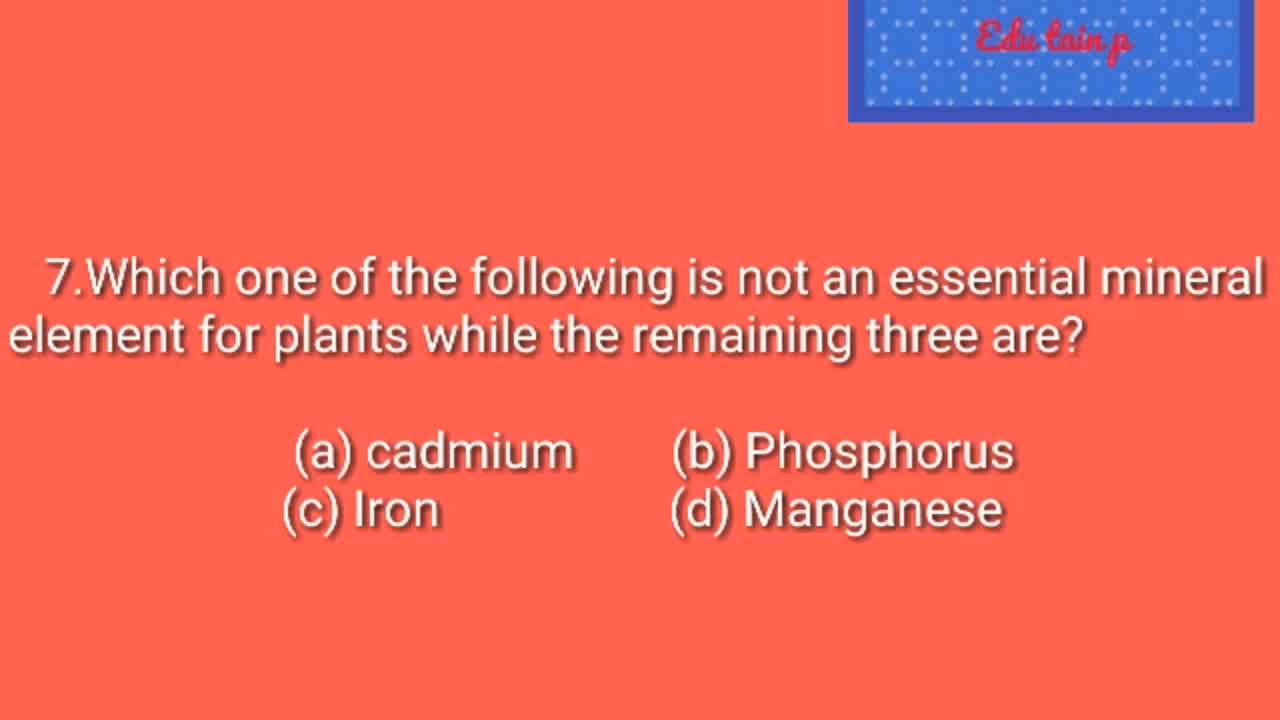 Edu tain p
7.Which one of the following is not an essential mineral
element for plants while the remaining three are?
(a) cadmium (b) Phosphorus
(c) Iron (d) Manganese